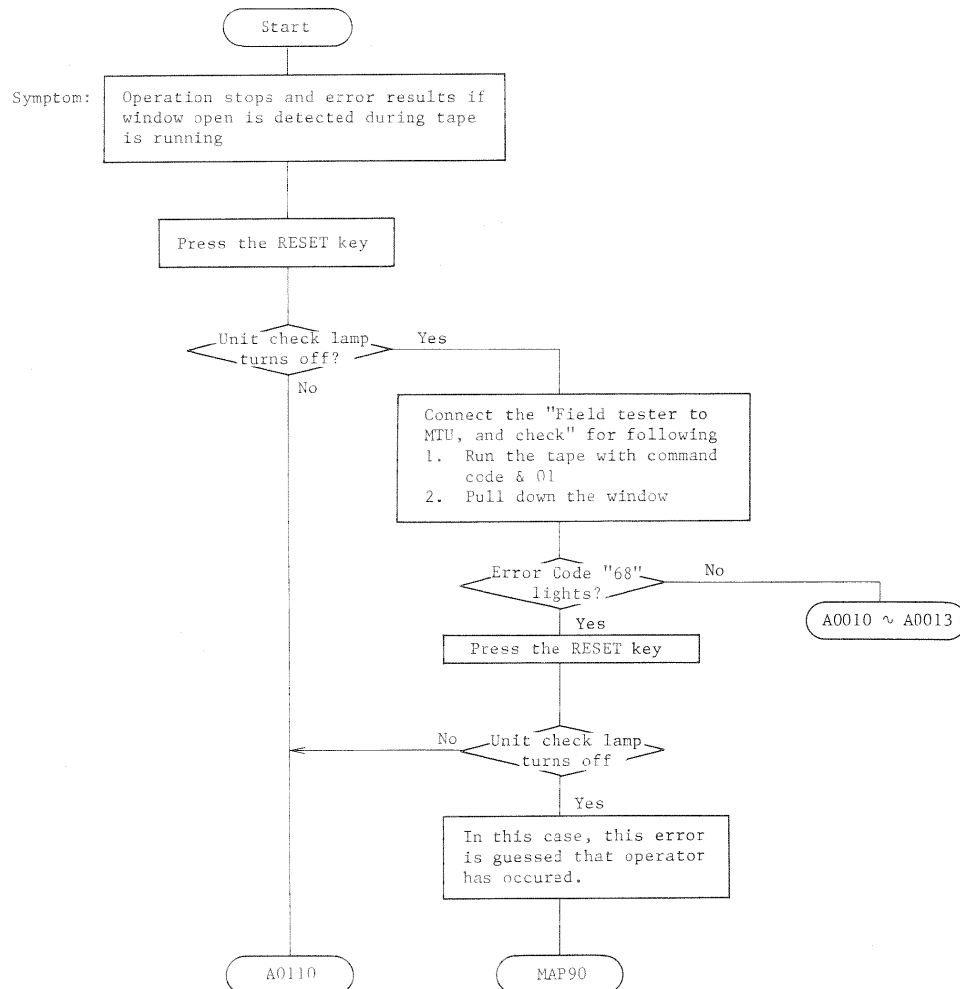 Start
Symptom:
Operation stops and error results if
window open is detected during tape
is running
Press the RESET key
Unit check lamp
turns off?
Yes
No
Connect the "Field tester to
MTU, and check" for following
1. Run the tape with command
code & 01
2. Pull down the window
Error Code "68"
lights?
No
A0010 ~ A0013
Yes
Press the RESET key
No
Unit check lamp
turns off
Yes
In this case, this error
is guessed that operator
has occured.
A0110
MAP90